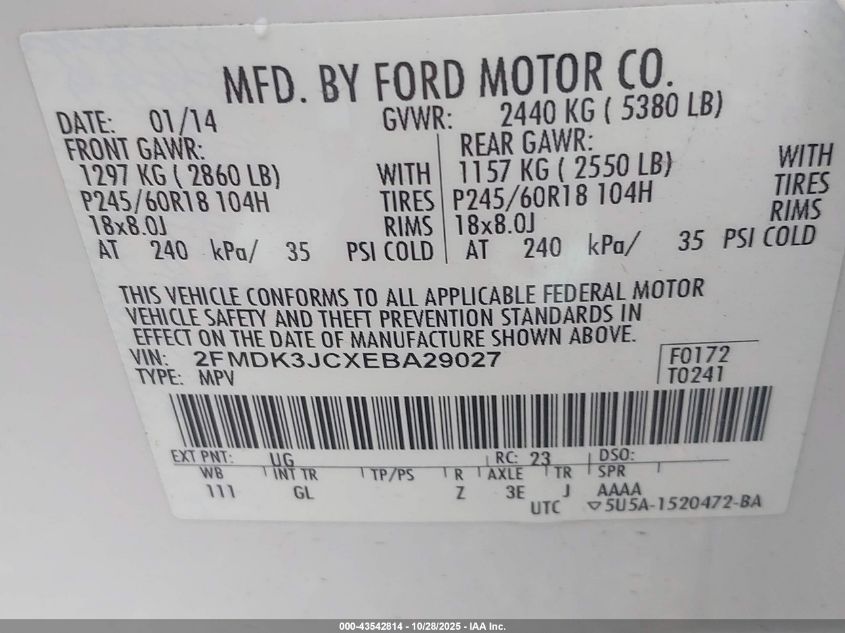 MFD. BY FORD MOTOR CO.
DATE: 01/14 GVWR: 2440 KG ( 5380 LB)
FRONT GAWR: REAR GAWR:
1297 KG ( 2860 LB) WITH 1157 KG ( 2550 LB) WITH
P245/60R18 104H TIRES P245/60R18 104H TIRES
18x8.0J RIMS 18x8.0J RIMS
AT 240 kPa/ 35 PSI COLD AT 240 kPa/ 35 PSI COLD
THIS VEHICLE CONFORMS TO ALL APPLICABLE FEDERAL MOTOR
VEHICLE SAFETY AND THEFT PREVENTION STANDARDS IN
EFFECT ON THE DATE OF MANUFACTURE SHOWN ABOVE.
VIN: 2FMDK3JCXEBA29027 F0172
TYPE: MPV T0241
EXT PNT: UG RC: 23 DSO:
WB INT TR TP/PS R AXLE TR SPR
111 GL Z 3E J AAAA
UTC ▽5U5A-1520472-BA
000-43542814 - 10/28/2025 - IAA Inc.